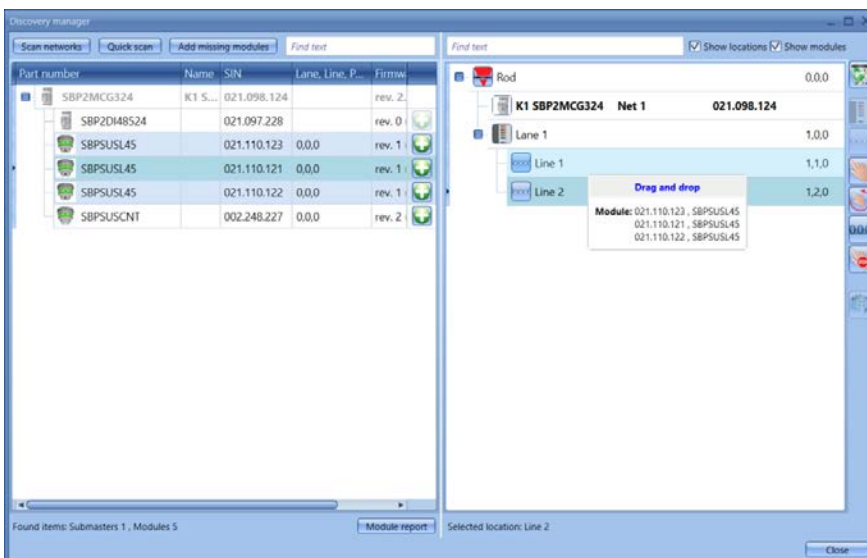 Discovery manager
Scan networks Quick scan Add missing modules Find text
Part number Name SIN Lane, Line, P... Firmw
SBP2MCG324 K1 S... 021.098.124 rev. 2.
SBP2DI48524 021.097.228 rev. 0
SBPSUSL45 021.110.123 0,0,0 rev. 1
SBPSUSL45 021.110.121 0,0,0 rev. 1
SBPSUSL45 021.110.122 0,0,0 rev. 1
SBPSUSCNT 002.248.227 0,0,0 rev. 2
Found items: Submasters 1 , Modules 5 Module report
Find text Show locations Show modules
Rod 0,0,0
K1 SBP2MCG324 Net 1 021.098.124
Lane 1 1,0,0
Line 1 1,1,0
Line 2 1,2,0
Drag and drop
Module: 021.110.123 , SBPSUSL45
021.110.121 , SBPSUSL45
021.110.122 , SBPSUSL45
Selected location: Line 2
Close